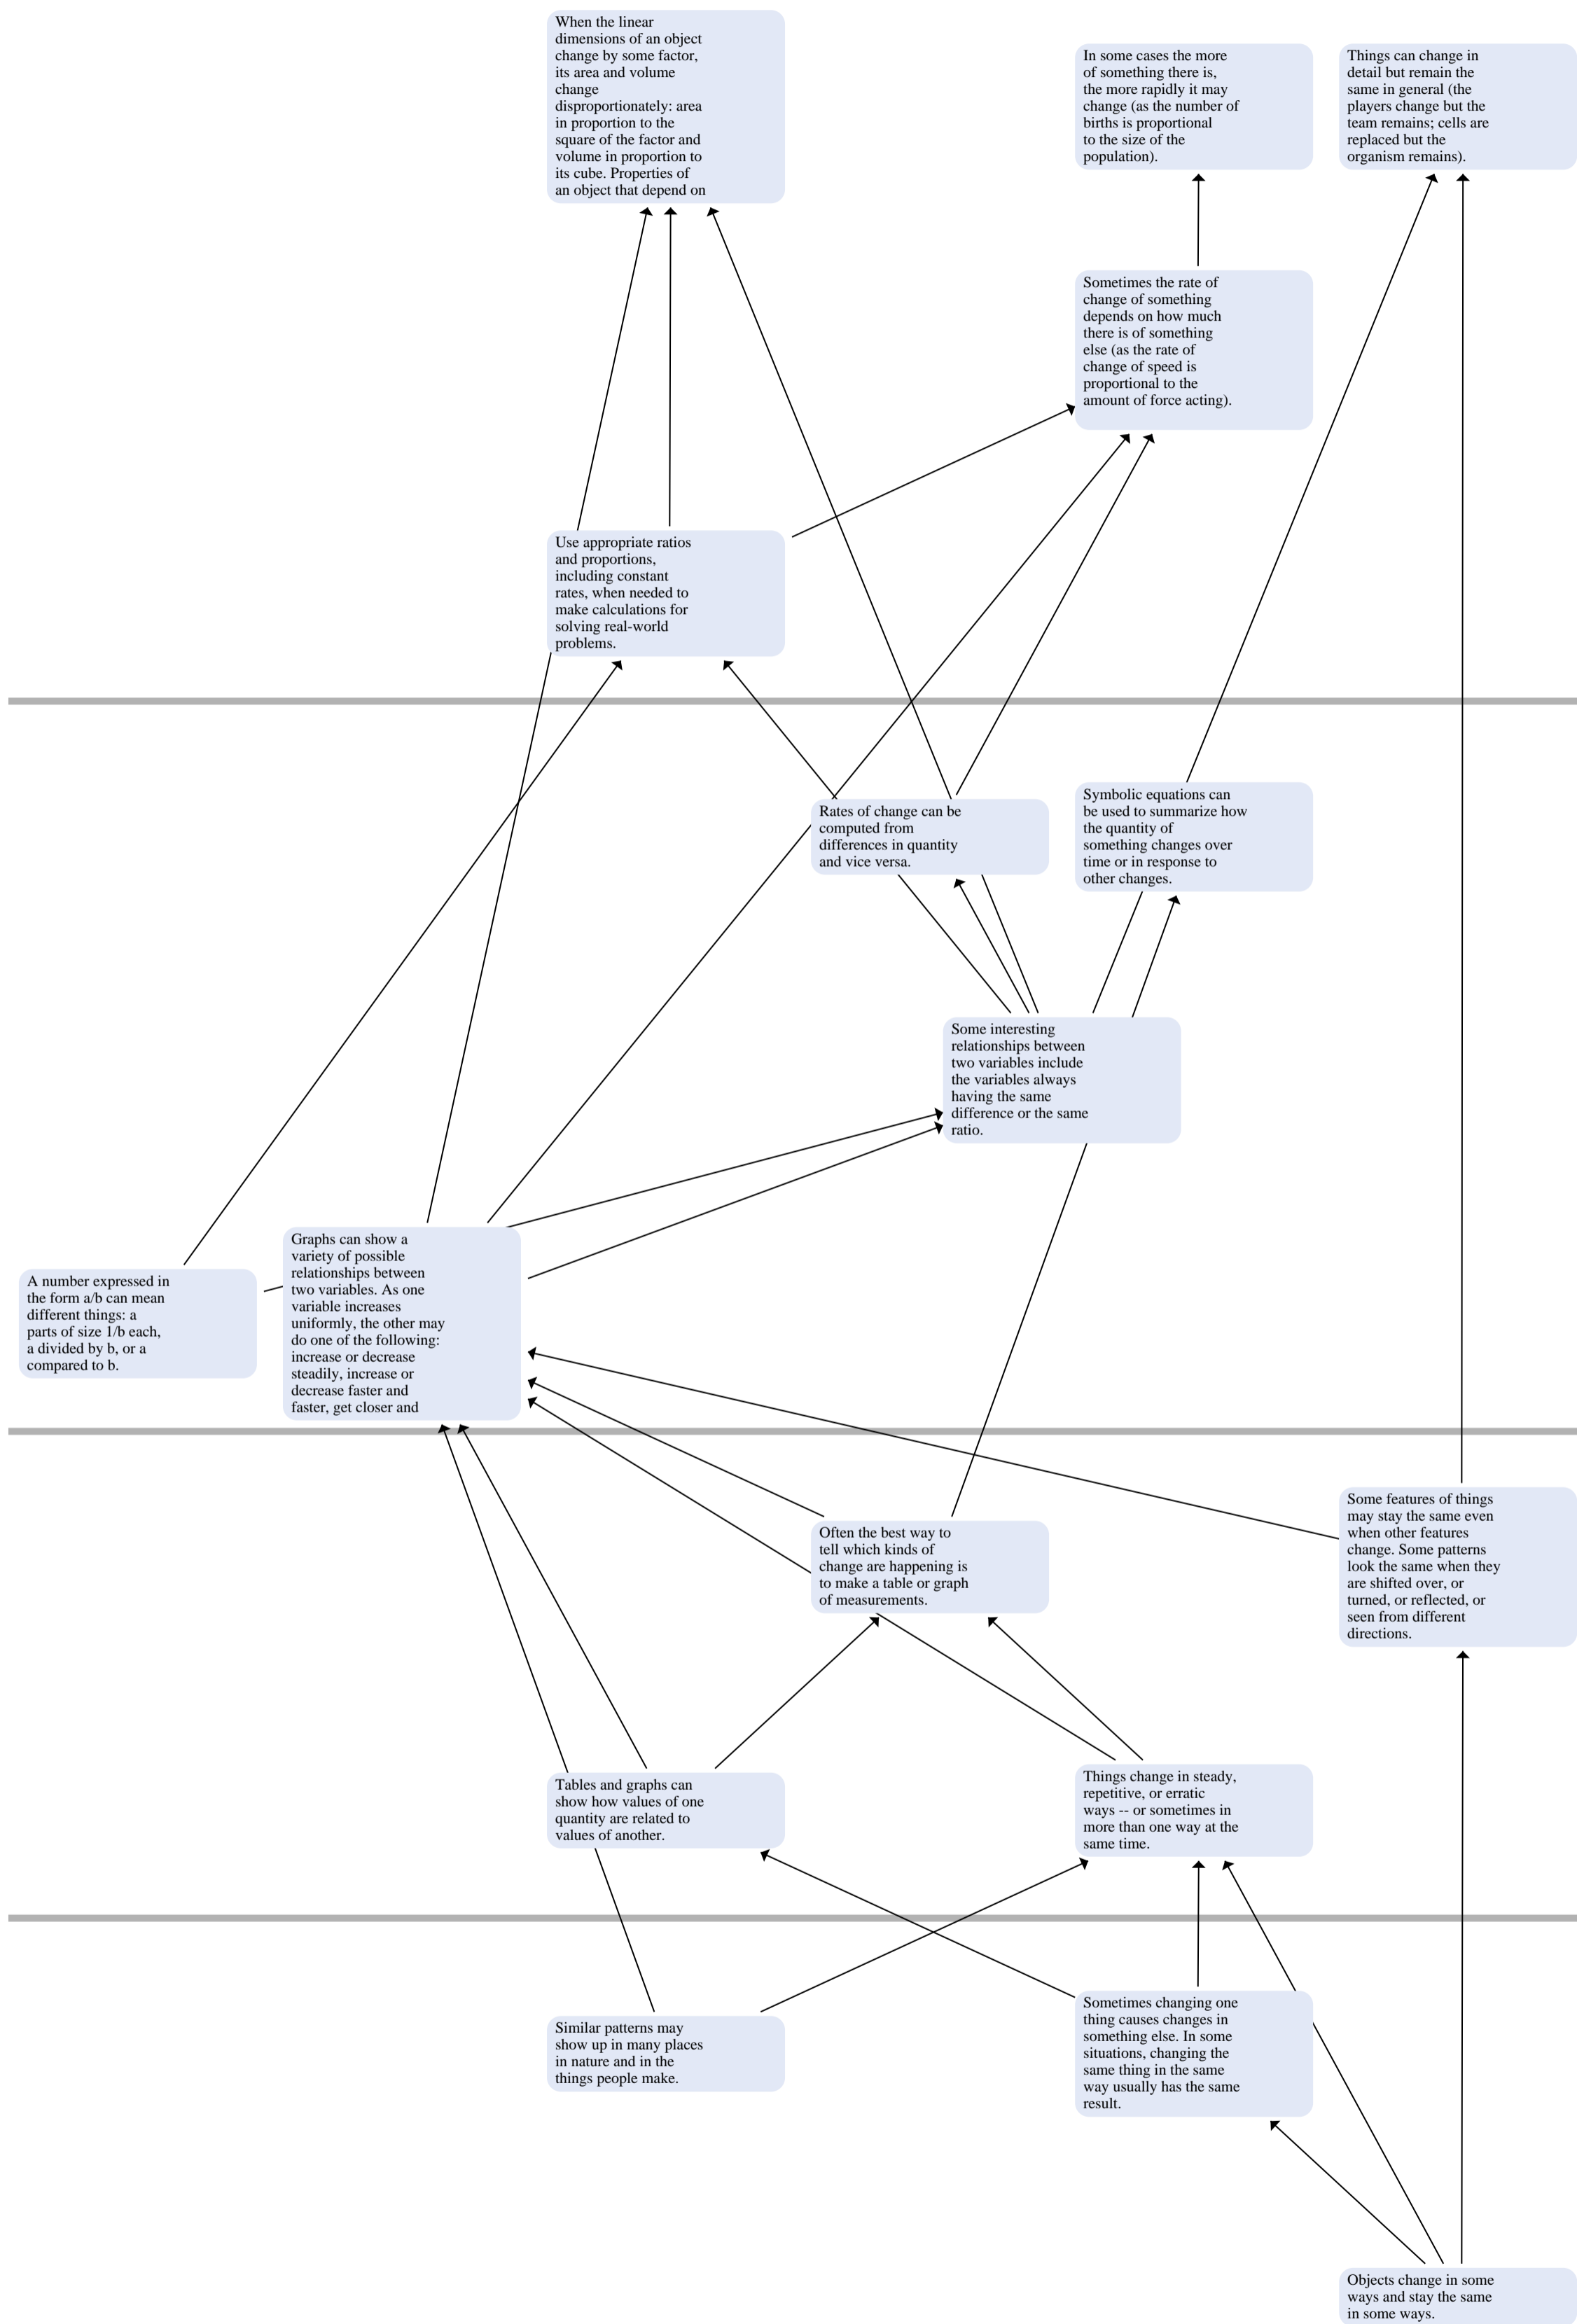 When the linear
dimensions of an object
change by some factor,
its area and volume
change
disproportionately: area
in proportion to the
square of the factor and
volume in proportion to
its cube. Properties of
an object that depend on
In some cases the more
of something there is,
the more rapidly it may
change (as the number of
births is proportional
to the size of the
population).
Things can change in
detail but remain the
same in general (the
players change but the
team remains; cells are
replaced but the
organism remains).
Sometimes the rate of
change of something
depends on how much
there is of something
else (as the rate of
change of speed is
proportional to the
amount of force acting).
Use appropriate ratios
and proportions,
including constant
rates, when needed to
make calculations for
solving real-world
problems.
Rates of change can be
computed from
differences in quantity
and vice versa.
Symbolic equations can
be used to summarize how
the quantity of
something changes over
time or in response to
other changes.
Some interesting
relationships between
two variables include
the variables always
having the same
difference or the same
ratio.
A number expressed in
the form a/b can mean
different things: a
parts of size 1/b each,
a divided by b, or a
compared to b.
Graphs can show a
variety of possible
relationships between
two variables. As one
variable increases
uniformly, the other may
do one of the following:
increase or decrease
steadily, increase or
decrease faster and
faster, get closer and
Often the best way to
tell which kinds of
change are happening is
to make a table or graph
of measurements.
Some features of things
may stay the same even
when other features
change. Some patterns
look the same when they
are shifted over, or
turned, or reflected, or
seen from different
directions.
Tables and graphs can
show how values of one
quantity are related to
values of another.
Things change in steady,
repetitive, or erratic
ways -- or sometimes in
more than one way at the
same time.
Similar patterns may
show up in many places
in nature and in the
things people make.
Sometimes changing one
thing causes changes in
something else. In some
situations, changing the
same thing in the same
way usually has the same
result.
Objects change in some
ways and stay the same
in some ways.